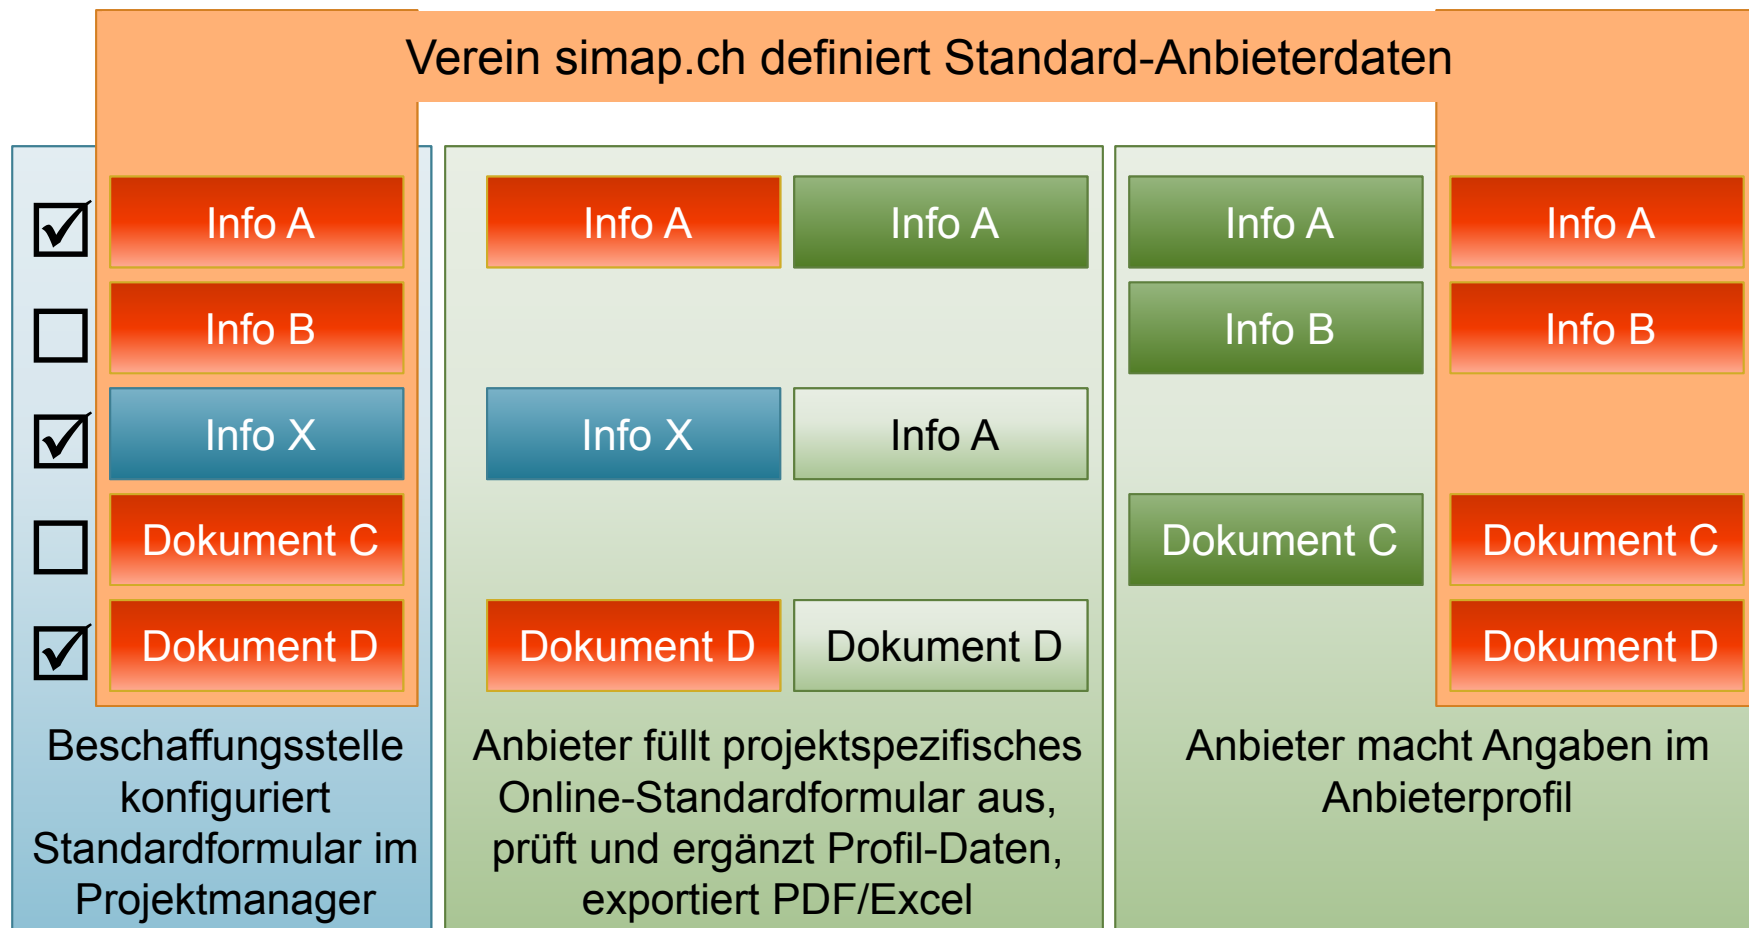 Verein simap.ch definiert Standard-Anbieterdaten
Info A
Info B
Info X
Dokument C
Dokument D
Beschaffungsstelle
konfiguriert
Standardformular im
Projektmanager
Info A
Info A
Info X
Info A
Dokument D
Dokument D
Anbieter füllt projektspezifisches
Online-Standardformular aus,
prüft und ergänzt Profil-Daten,
exportiert PDF/Excel
Info A
Info A
Info B
Info B
Dokument C
Dokument C
Dokument D
Anbieter macht Angaben im
Anbieterprofil